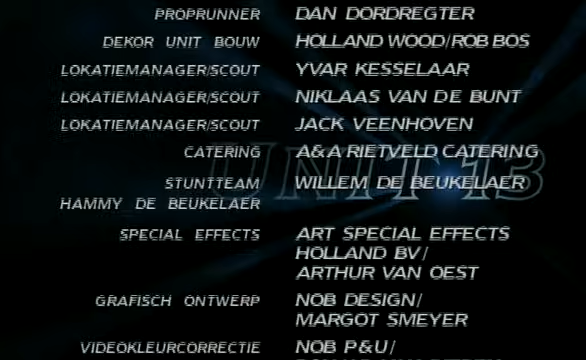 PROPRUNNER DAN DORDREGTER
DEKOR UNIT BOUW HOLLAND WOOD/ROB BOS
LOKATIEMANAGER/SCOUT YVAR KESSELAAR
LOKATIEMANAGER/SCOUT NIKLAAS VAN DE BUNT
LOKATIEMANAGER/SCOUT JACK VEENHOVEN
CATERING A&A RIETVELD CATERING
UNIT 13
STUNTTEAM WILLEM DE BEUKELAER
HAMMY DE BEUKELAER
SPECIAL EFFECTS ART SPECIAL EFFECTS
HOLLAND BV/
ARTHUR VAN OEST
GRAFISCH ONTWERP NOB DESIGN/
MARGOT SMEYER
VIDEOKLEURCORRECTIE NOB P&U/